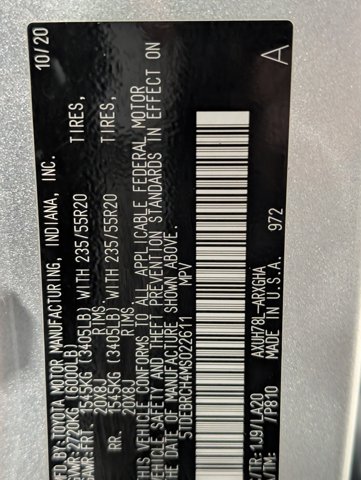 MFD.BY:TOYOTA MOTOR MANUFACTURING, INDIANA, INC. 10/20
GVWR:2720KG (6000LB)
GAWR:FRT. 1545KG (3405LB) WITH 235/55R20 TIRES,
20X8J RIMS
RR. 1545KG (3405LB) WITH 235/55R20 TIRES,
20X8J RIMS
THIS VEHICLE CONFORMS TO ALL APPLICABLE FEDERAL MOTOR
VEHICLE SAFETY AND THEFT PREVENTION STANDARDS IN EFFECT ON
THE DATE OF MANUFACTURE SHOWN ABOVE.
5TDEBRCH4MS022611 MPV
C/TR:1J9/LA20 AXUH78L-ARXGHA 972 A
A/TM: /P810 MADE IN U.S.A.